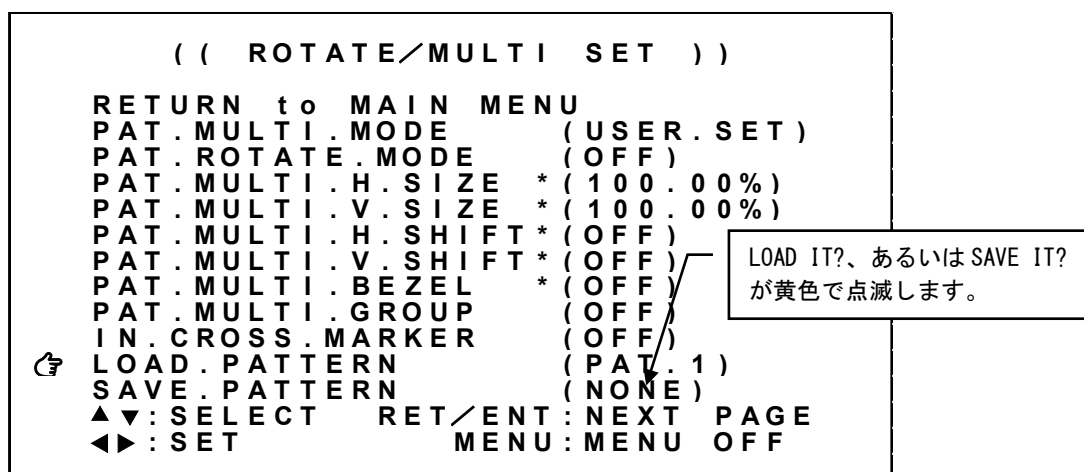 (( ROTATE/MULTI SET ))
RETURN to MAIN MENU
PAT.MULTI.MODE (USER.SET)
PAT.ROTATE.MODE (OFF)
PAT.MULTI.H.SIZE *(100.00%)
PAT.MULTI.V.SIZE *(100.00%)
PAT.MULTI.H.SHIFT*(OFF)
PAT.MULTI.V.SHIFT*(OFF)
PAT.MULTI.BEZEL *(OFF)
PAT.MULTI.GROUP (OFF)
IN.CROSS.MARKER (OFF)
LOAD.PATTERN (PAT.1)
SAVE.PATTERN (NONE)
▲▼:SELECT RET/ENT:NEXT PAGE
◀▶:SET MENU:MENU OFF
LOAD IT?、あるいは SAVE IT?
が黄色で点滅します。